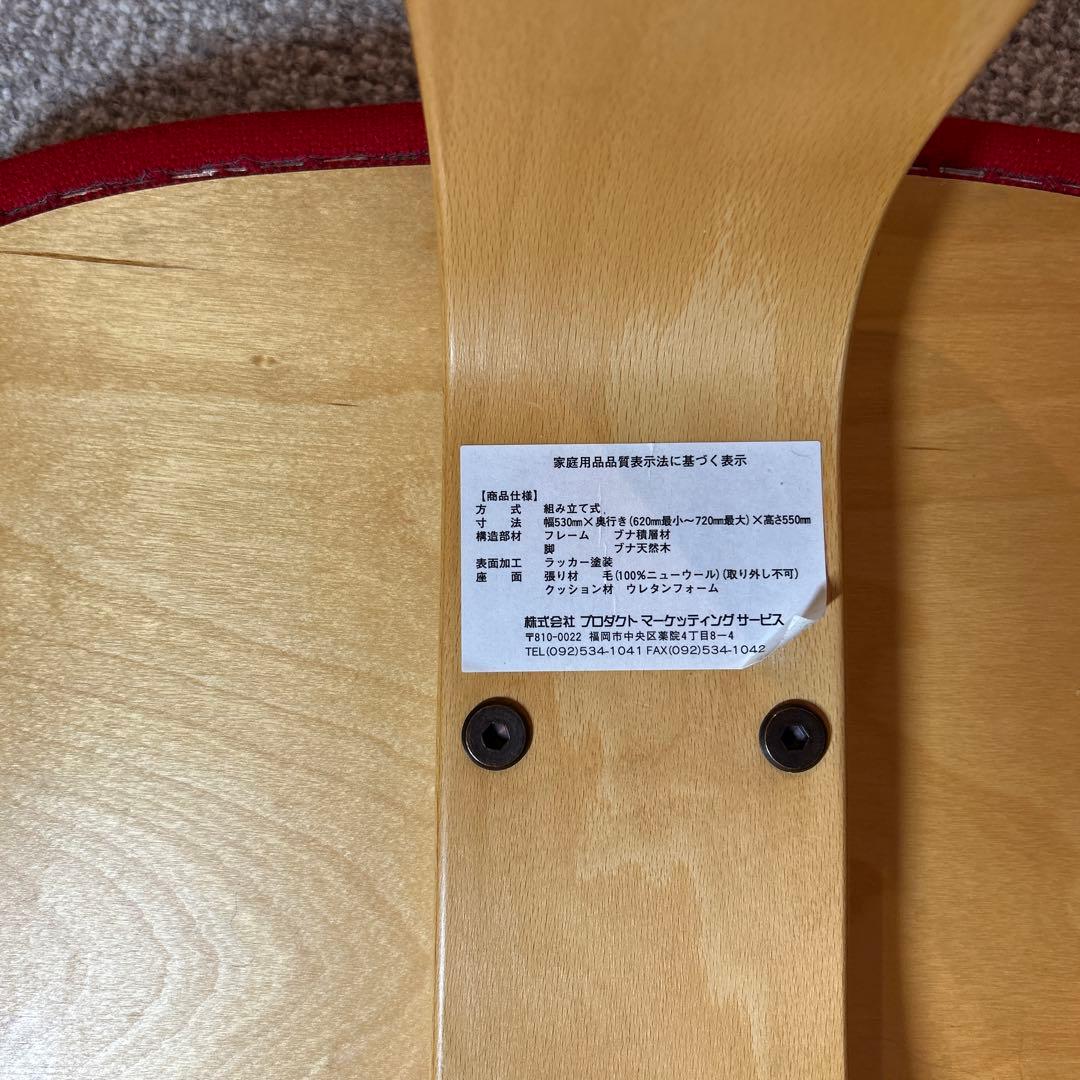 家庭用品品質表示法に基づく表示
【商品仕様】
方　式　組み立て式
寸　法　幅530㎜×奥行き(620㎜最小～720㎜最大)×高さ550㎜
構造部材　フレーム　ブナ積層材
脚　ブナ天然木
表面加工　ラッカー塗装
座　面　張り材　毛(100%ニューウール)(取り外し不可)
クッション材　ウレタンフォーム
株式会社 プロダクト マーケッティング サービス
〒810-0022 福岡市中央区薬院4丁目8－4
TEL(092)534-1041 FAX(092)534-1042